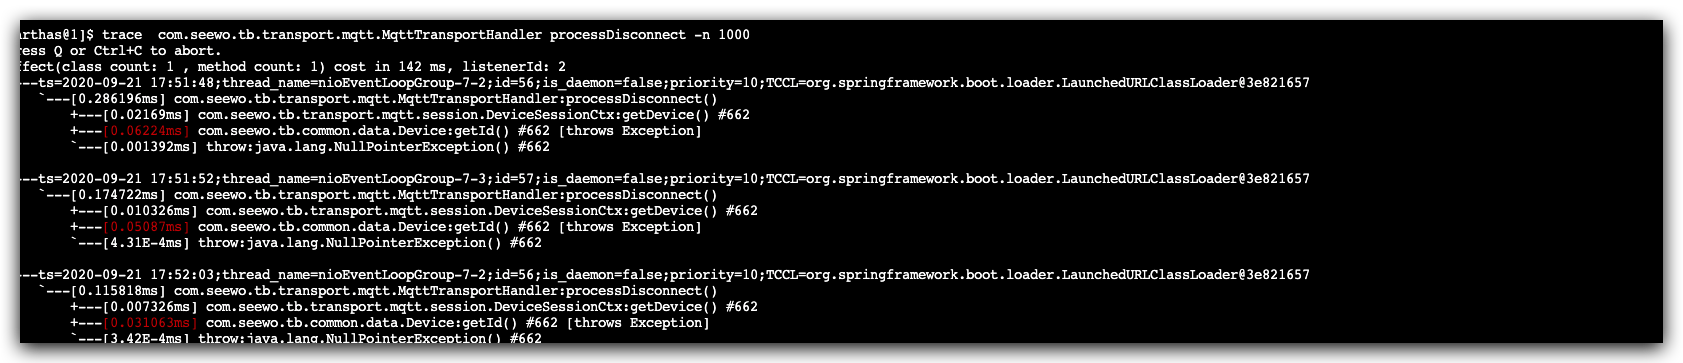 arthas@1]$ trace  com.seewo.tb.transport.mqtt.MqttTransportHandler processDisconnect -n 1000
ress Q or Ctrl+C to abort.
ffect(class count: 1 , method count: 1) cost in 142 ms, listenerId: 2
---ts=2020-09-21 17:51:48;thread_name=nioEventLoopGroup-7-2;id=56;is_daemon=false;priority=10;TCCL=org.springframework.boot.loader.LaunchedURLClassLoader@3e821657
`---[0.286196ms] com.seewo.tb.transport.mqtt.MqttTransportHandler:processDisconnect()
+---[0.02169ms] com.seewo.tb.transport.mqtt.session.DeviceSessionCtx:getDevice() #662
+---[0.06224ms] com.seewo.tb.common.data.Device:getId() #662 [throws Exception]
`---[0.001392ms] throw:java.lang.NullPointerException() #662
---ts=2020-09-21 17:51:52;thread_name=nioEventLoopGroup-7-3;id=57;is_daemon=false;priority=10;TCCL=org.springframework.boot.loader.LaunchedURLClassLoader@3e821657
`---[0.174722ms] com.seewo.tb.transport.mqtt.MqttTransportHandler:processDisconnect()
+---[0.010326ms] com.seewo.tb.transport.mqtt.session.DeviceSessionCtx:getDevice() #662
+---[0.05087ms] com.seewo.tb.common.data.Device:getId() #662 [throws Exception]
`---[4.31E-4ms] throw:java.lang.NullPointerException() #662
---ts=2020-09-21 17:52:03;thread_name=nioEventLoopGroup-7-2;id=56;is_daemon=false;priority=10;TCCL=org.springframework.boot.loader.LaunchedURLClassLoader@3e821657
`---[0.115818ms] com.seewo.tb.transport.mqtt.MqttTransportHandler:processDisconnect()
+---[0.007326ms] com.seewo.tb.transport.mqtt.session.DeviceSessionCtx:getDevice() #662
+---[0.031063ms] com.seewo.tb.common.data.Device:getId() #662 [throws Exception]
`---[3.42E-4ms] throw:java.lang.NullPointerException() #662